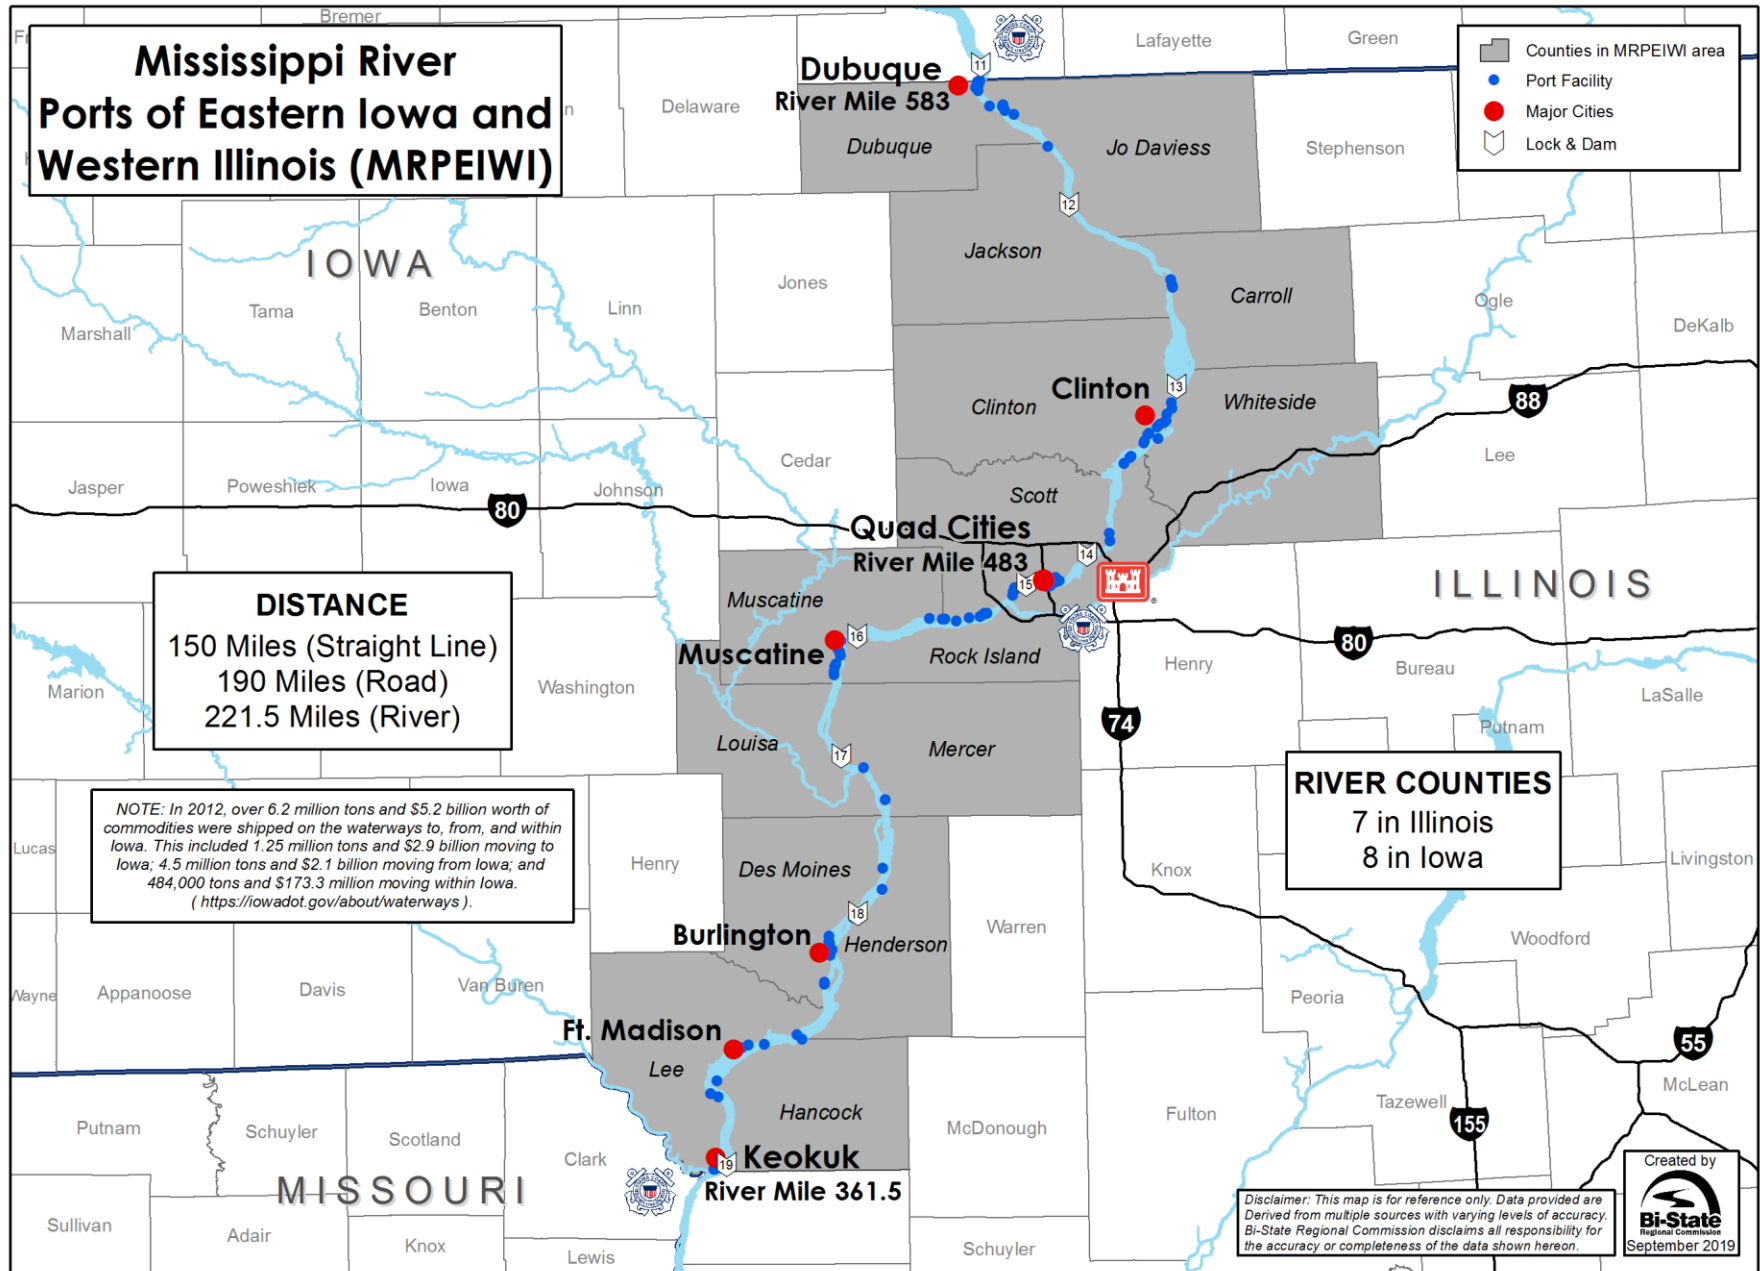 Mississippi River
Ports of Eastern Iowa and
Western Illinois (MRPEIWI)
Bremer
Delaware
Lafayette
Green
Counties in MRPEIWI area
Port Facility
Major Cities
Lock & Dam
11
Dubuque
River Mile 583
Dubuque
Jo Daviess
Stephenson
12
IOWA
Jackson
Jones
Carroll
Ogle
Tama
Benton
Linn
Marshall
DeKalb
13
Clinton
Clinton
Whiteside
88
Cedar
Lee
Jasper
Poweshiek
Iowa
Johnson
Scott
80
Quad Cities
River Mile 483
14
15
ILLINOIS
DISTANCE
150 Miles (Straight Line)
190 Miles (Road)
221.5 Miles (River)
Muscatine
16
Muscatine
Rock Island
80
Henry
Bureau
Marion
Washington
LaSalle
74
Putnam
Louisa
17
Mercer
RIVER COUNTIES
7 in Illinois
8 in Iowa
NOTE: In 2012, over 6.2 million tons and $5.2 billion worth of
commodities were shipped on the waterways to, from, and within
Iowa. This included 1.25 million tons and $2.9 billion moving to
Iowa; 4.5 million tons and $2.1 billion moving from Iowa; and
484,000 tons and $173.3 million moving within Iowa.
( https://iowadot.gov/about/waterways ).
Lucas
Henry
Des Moines
Knox
Livingston
18
Burlington
Henderson
Warren
Woodford
Wayne
Appanoose
Davis
Van Buren
Peoria
Ft. Madison
Lee
55
McLean
Putnam
Schuyler
Scotland
Hancock
McDonough
Fulton
Tazewell
155
Clark
19
Keokuk
River Mile 361.5
MISSOURI
Sullivan
Adair
Knox
Lewis
Schuyler
Disclaimer: This map is for reference only. Data provided are
Derived from multiple sources with varying levels of accuracy.
Bi-State Regional Commission disclaims all responsibility for
the accuracy or completeness of the data shown hereon.
Created by
Bi-State
Regional Commission
September 2019